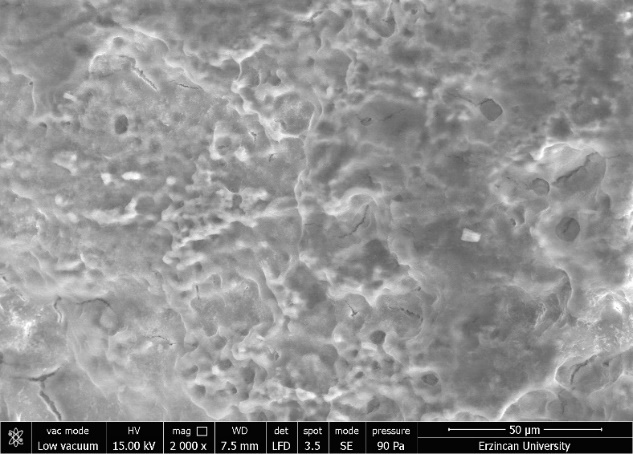 vac mode HV mag WD det spot mode pressure 50 µm
Low vacuum 15.00 kV 2 000 x 7.5 mm LFD 3.5 SE 90 Pa Erzincan University